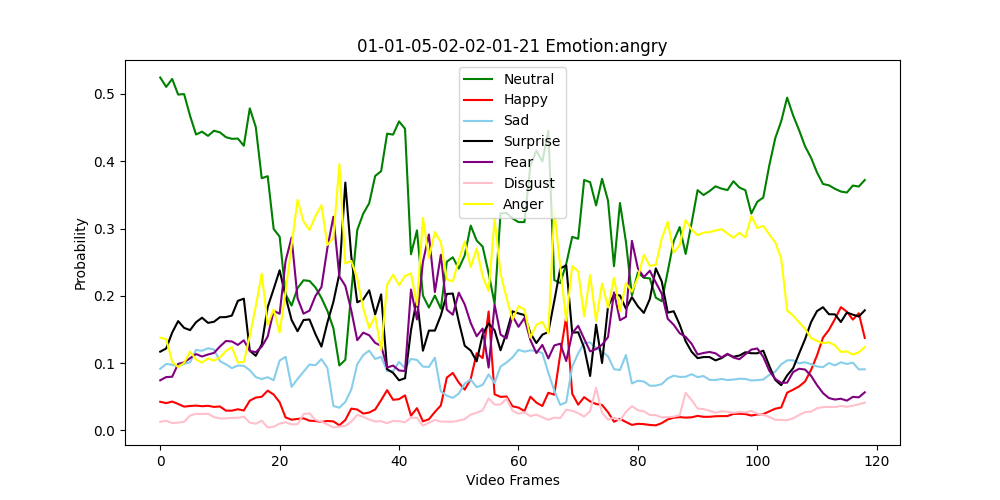 01-01-05-02-02-01-21 Emotion:angry
Neutral
Happy
Sad
Surprise
Fear
Disgust
Anger
Probability
0.5
0.4
0.3
0.2
0.1
0.0
0 20 40 60 80 100 120
Video Frames